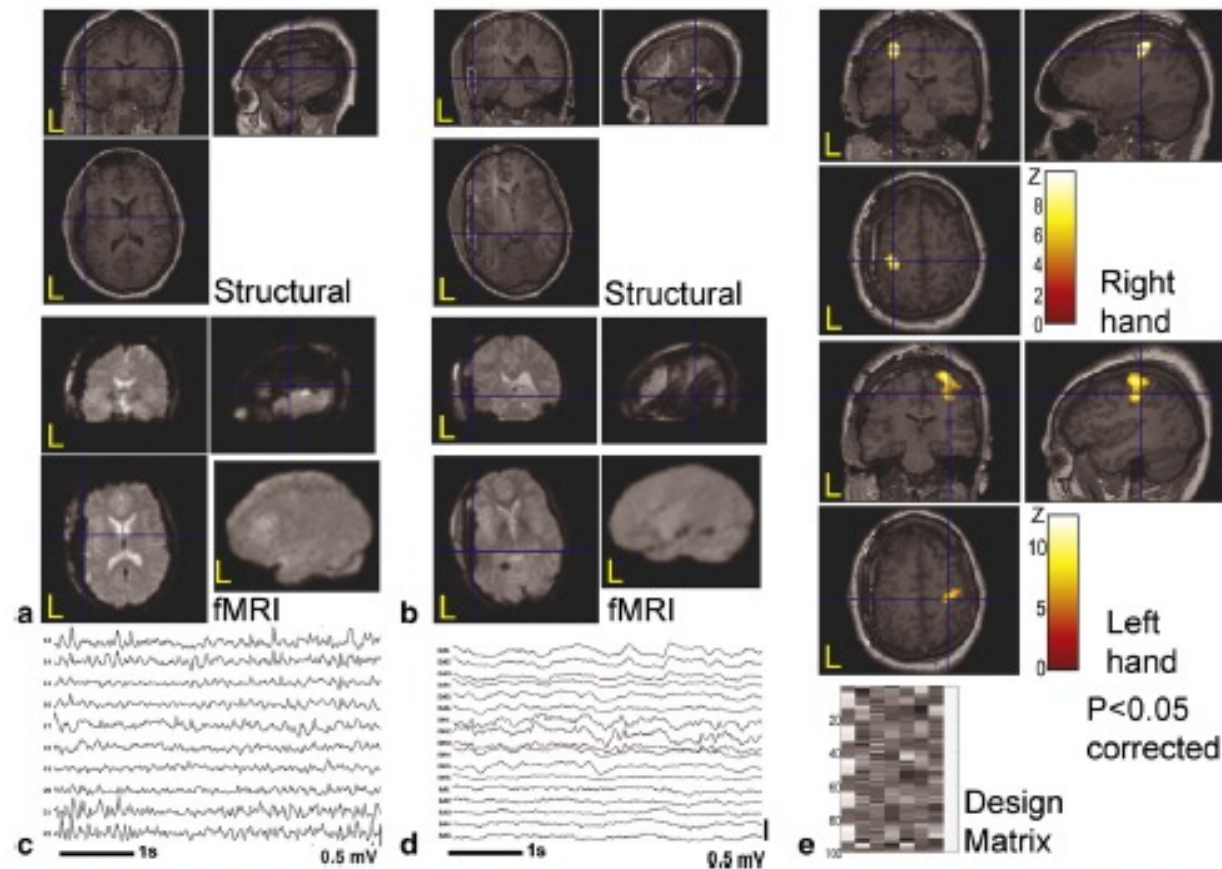 L
L
Structural
L
L
L
fMRI
a
L
L
Structural
L
L
L
fMRI
b
c
1s
0.5 mV
d
1s
0.5 mV
L
L
Z
8
6
4
2
0
Right
hand
L
L
Z
10
5
0
Left
hand
P<0.05
corrected
20
40
60
80
100
Design
Matrix
e